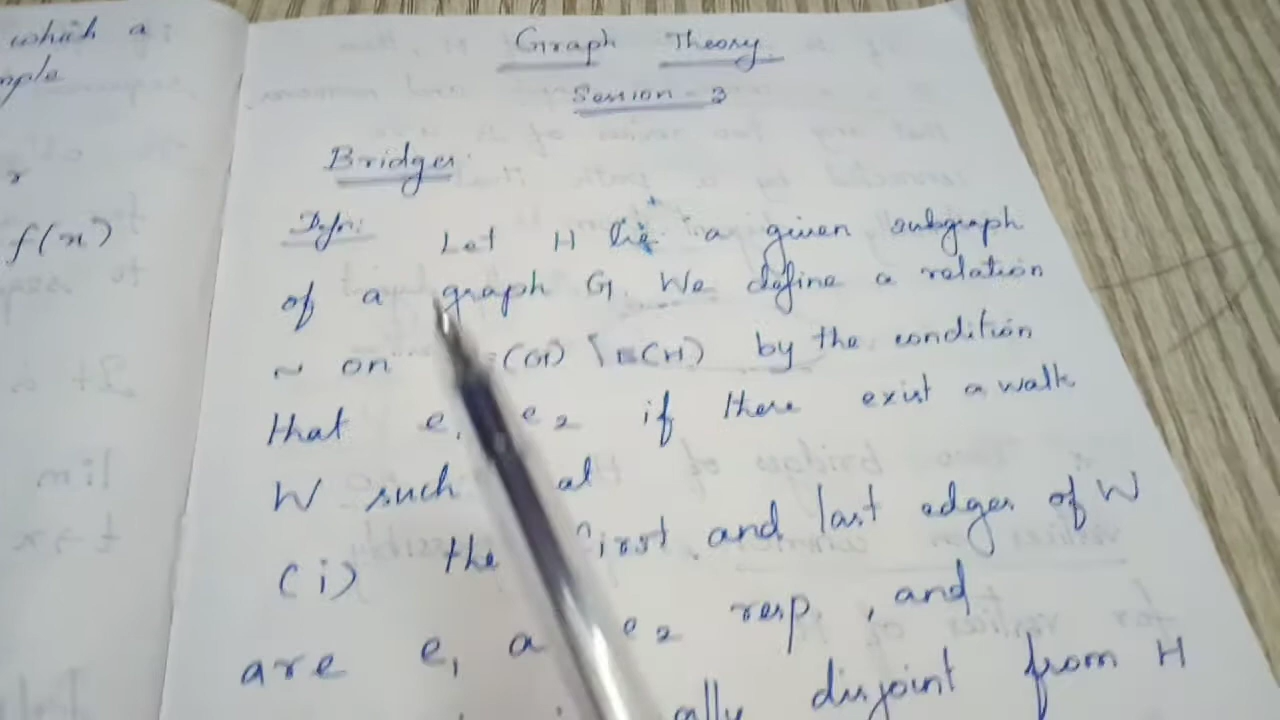 which a
mple
r
f(x)
Graph Theory
Session - 3
Bridges:
Defn: Let H be a given subgraph
of a graph G. We define a relation
~ on (G) \ E(H) by the condition
that e1 e2 if there exist a walk
W such
(i) the first and last edges of W
are e1 e2 resp, and
disjoint from H